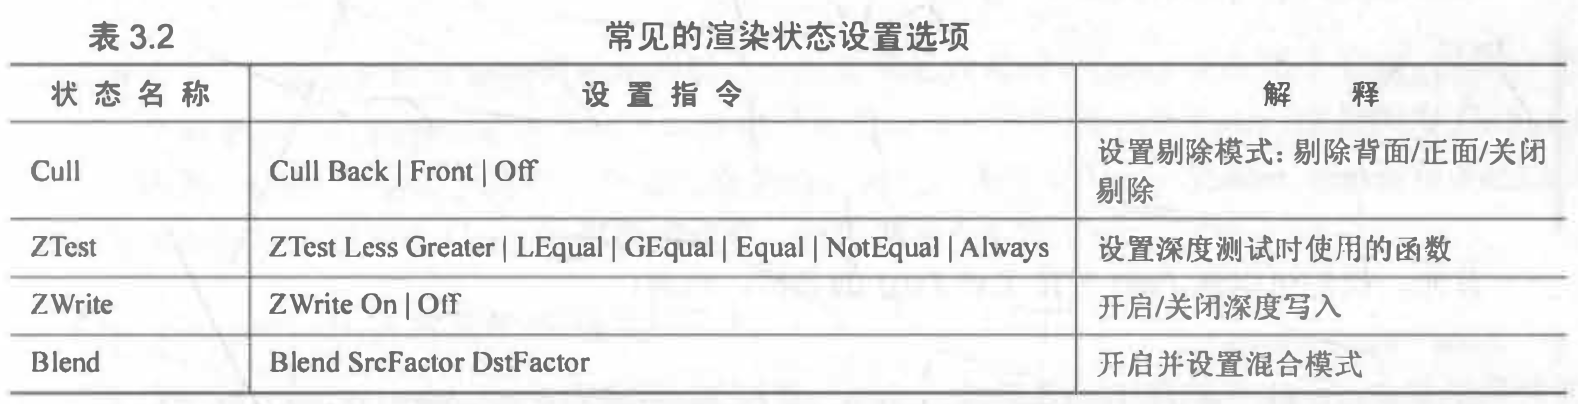 表 3.2 常见的渲染状态设置选项
状态名称 设置指令 解 释
Cull Cull Back | Front | Off 设置剔除模式：剔除背面/正面/关闭
剔除
ZTest ZTest Less Greater | LEqual | GEqual | Equal | NotEqual | Always 设置深度测试时使用的函数
ZWrite ZWrite On | Off 开启/关闭深度写入
Blend Blend SrcFactor DstFactor 开启并设置混合模式